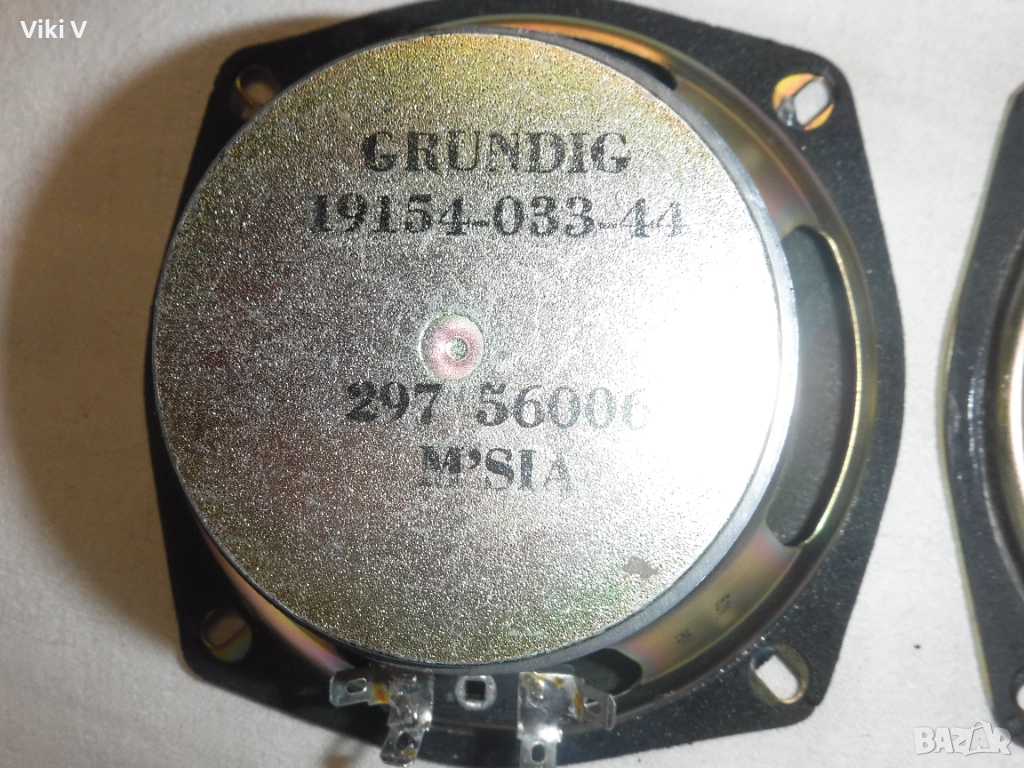 Viki V
GRUNDIG
19154-033-44
297 56006
M'SIA
BAZAR